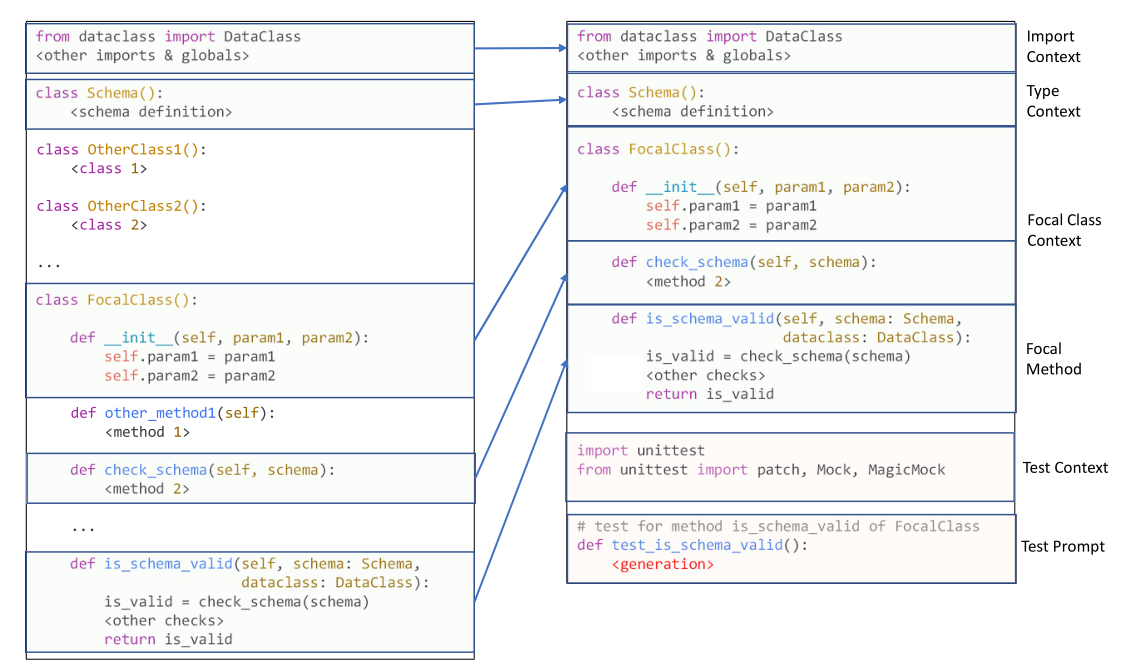 from dataclass import DataClass
<other imports & globals>
class Schema():
    <schema definition>
class OtherClass1():
    <class 1>
class OtherClass2():
    <class 2>
...
class FocalClass():
    def __init__(self, param1, param2):
        self.param1 = param1
        self.param2 = param2
    def other_method1(self):
        <method 1>
    def check_schema(self, schema):
        <method 2>
    ...
    def is_schema_valid(self, schema: Schema,
                        dataclass: DataClass):
        is_valid = check_schema(schema)
        <other checks>
        return is_valid
from dataclass import DataClass
<other imports & globals>
class Schema():
    <schema definition>
class FocalClass():
    def __init__(self, param1, param2):
        self.param1 = param1
        self.param2 = param2
    def check_schema(self, schema):
        <method 2>
    def is_schema_valid(self, schema: Schema,
                        dataclass: DataClass):
        is_valid = check_schema(schema)
        <other checks>
        return is_valid
import unittest
from unittest import patch, Mock, MagicMock
# test for method is_schema_valid of FocalClass
def test_is_schema_valid():
    <generation>
Import
Context
Type
Context
Focal Class
Context
Focal
Method
Test Context
Test Prompt